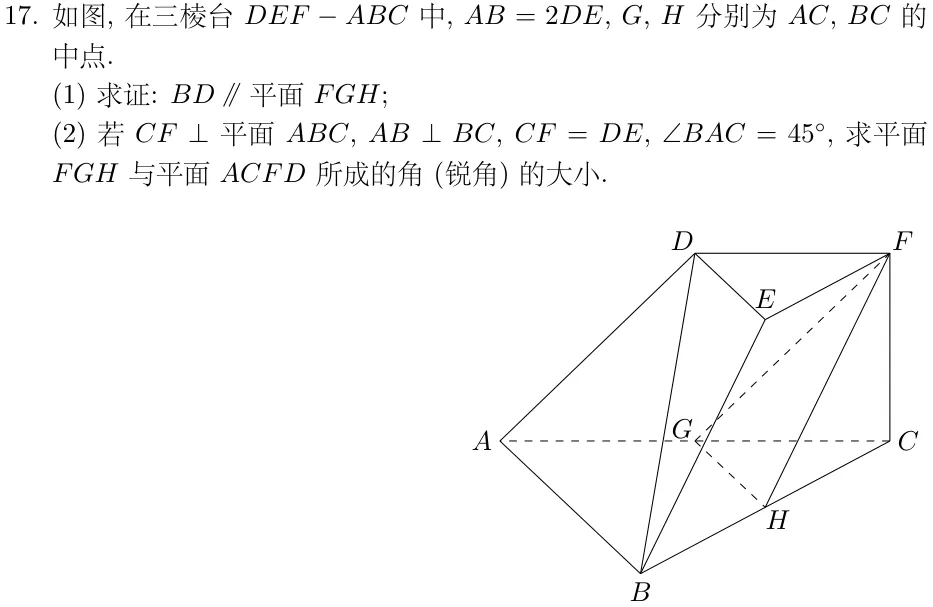 17. 如图, 在三棱台 DEF − ABC 中, AB = 2DE, G, H 分别为 AC, BC 的
中点.
(1) 求证: BD ∥ 平面 FGH;
(2) 若 CF ⊥ 平面 ABC, AB ⊥ BC, CF = DE, ∠BAC = 45°, 求平面
FGH 与平面 ACFD 所成的角 (锐角) 的大小.
D
F
E
A
G
C
H
B